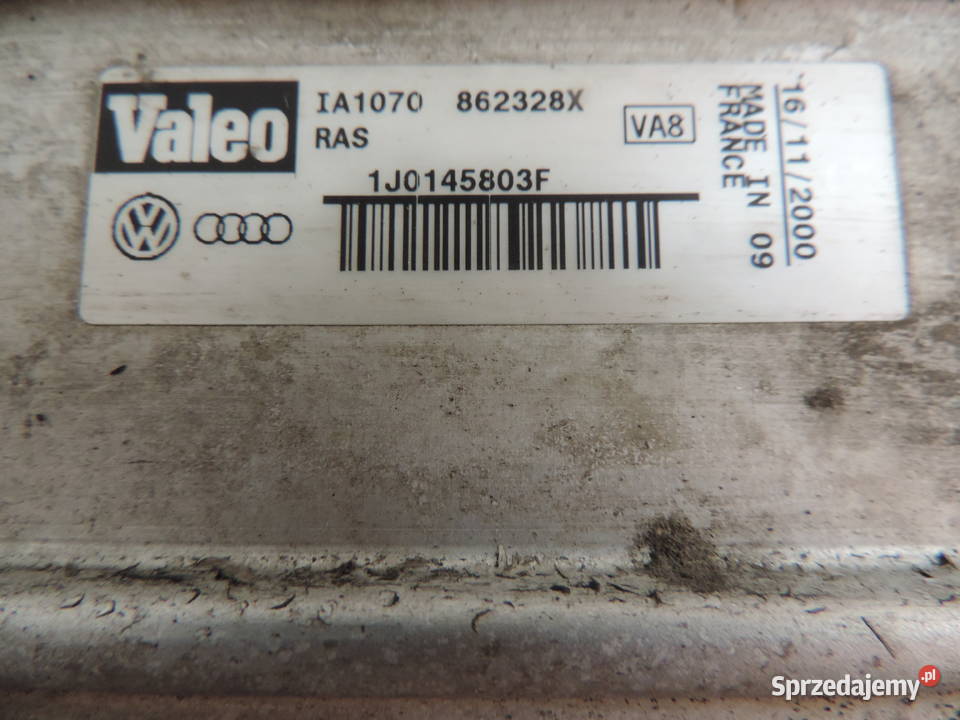 Valeo
IA1070 862328X
RAS
VA8
1J0145803F
16/11/2000
MADE IN 09
FRANCE
Sprzedajemy.pl